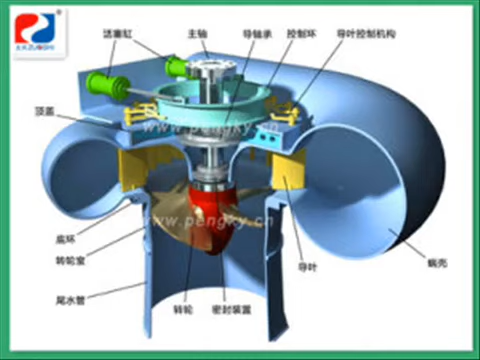 活塞缸
主轴
导轴承
控制环
导叶控制机构
顶盖
www.pengky.cn
www.pengky.cn
底环
转轮室
尾水管
转轮
密封装置
导叶
蜗壳